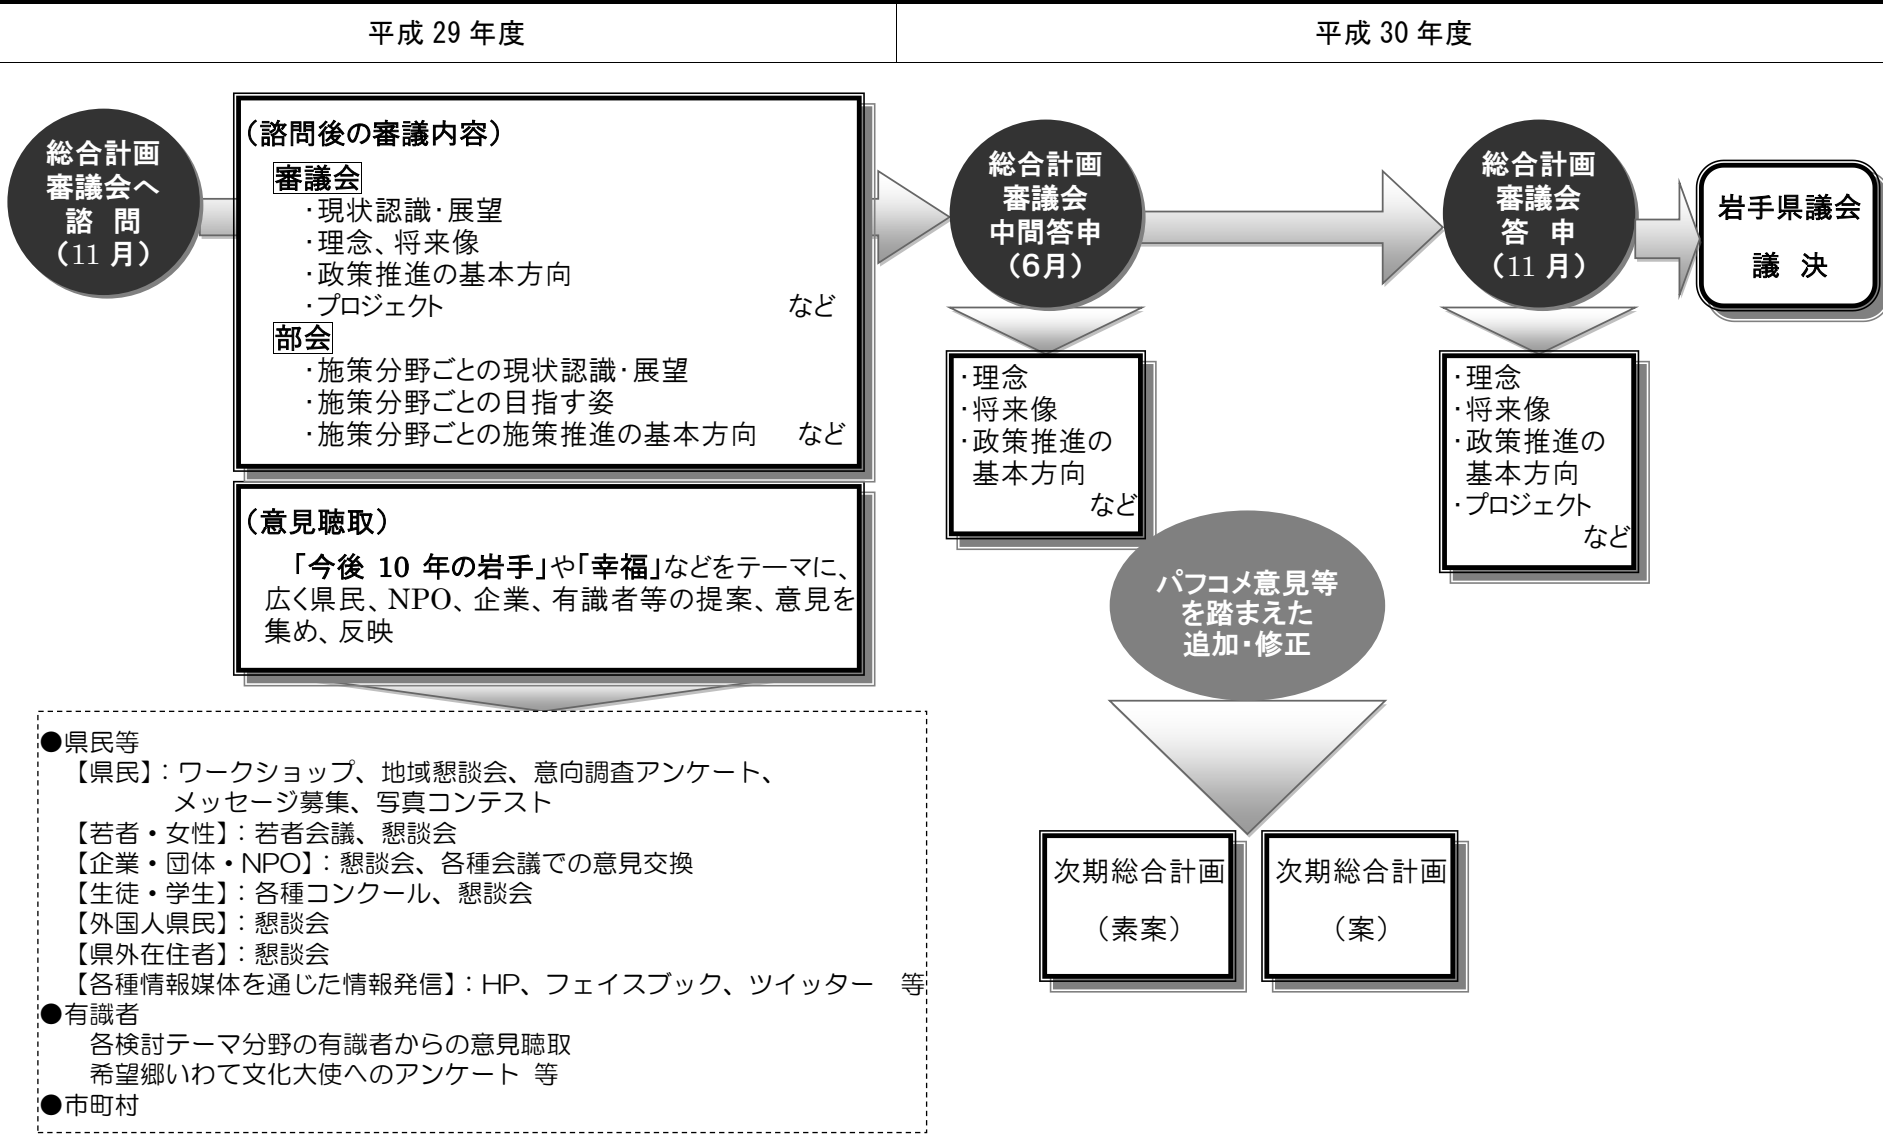 平成 29 年度
平成 30 年度
総合計画
審議会へ
諮 問
（11 月）
（諮問後の審議内容）
審議会
・現状認識・展望
・理念、将来像
・政策推進の基本方向
・プロジェクト など
部会
・施策分野ごとの現状認識・展望
・施策分野ごとの目指す姿
・施策分野ごとの施策推進の基本方向 など
（意見聴取）
「今後 10 年の岩手」や「幸福」などをテーマに、
広く県民、NPO、企業、有識者等の提案、意見を
集め、反映
●県民等
【県民】：ワークショップ、地域懇談会、意向調査アンケート、
メッセージ募集、写真コンテスト
【若者・女性】：若者会議、懇談会
【企業・団体・NPO】：懇談会、各種会議での意見交換
【生徒・学生】：各種コンクール、懇談会
【外国人県民】：懇談会
【県外在住者】：懇談会
【各種情報媒体を通じた情報発信】：HP、フェイスブック、ツイッター 等
●有識者
各検討テーマ分野の有識者からの意見聴取
希望郷いわて文化大使へのアンケート 等
●市町村
総合計画
審議会
中間答申
（6月）
・理念
・将来像
・政策推進の
基本方向
など
パフコメ意見等
を踏まえた
追加・修正
次期総合計画
（素案）
次期総合計画
（案）
総合計画
審議会
答 申
（11 月）
・理念
・将来像
・政策推進の
基本方向
・プロジェクト
など
岩手県議会
議 決